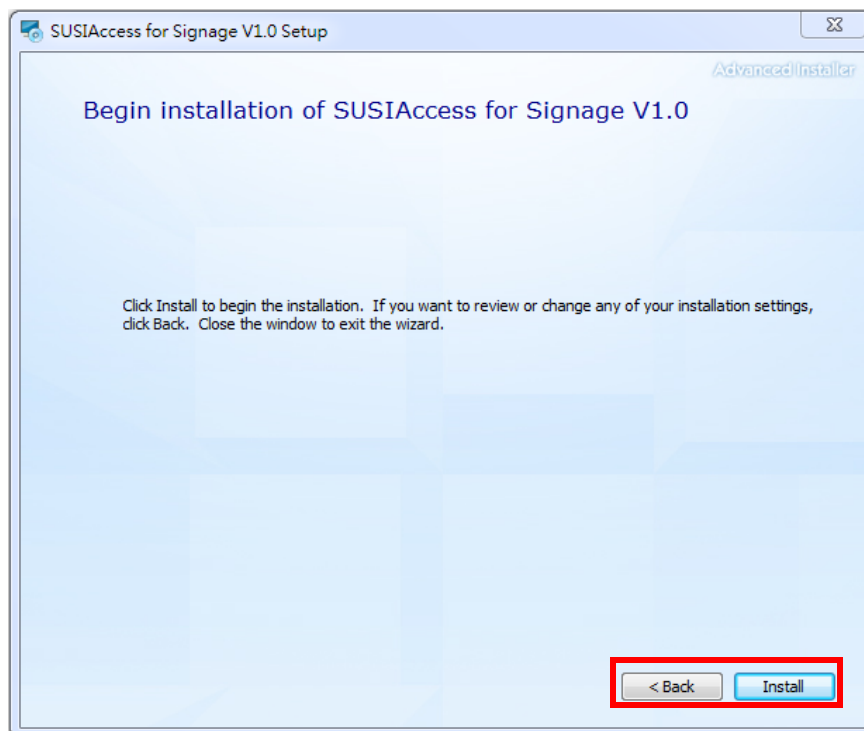 SUSIAccess for Signage V1.0 Setup
Advanced Installer
Begin installation of SUSIAccess for Signage V1.0
Click Install to begin the installation.  If you want to review or change any of your installation settings,
click Back.  Close the window to exit the wizard.
< Back
Install